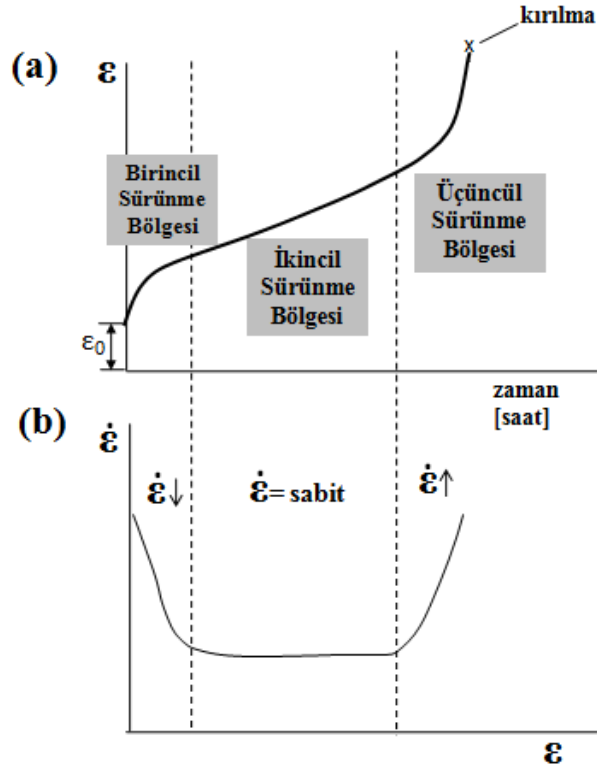 kırılma
(a)
ε
Birincil
Sürünme
Bölgesi
İkincil
Sürünme
Bölgesi
Üçüncül
Sürünme
Bölgesi
ε₀
zaman
[saat]
(b)
ε̇
ε̇↓
ε̇= sabit
ε̇↑
ε